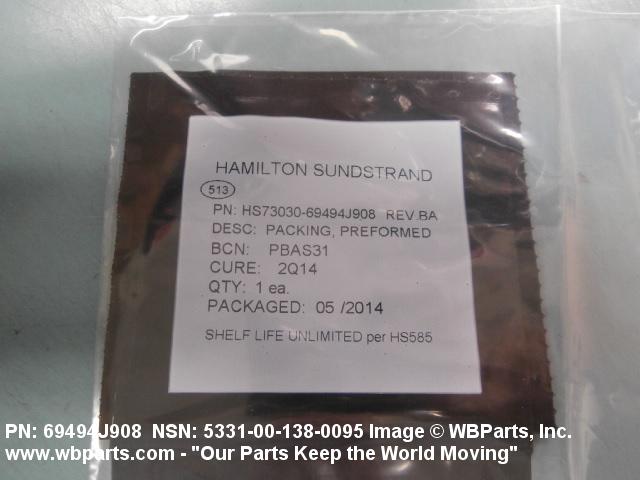 HAMILTON SUNDSTRAND
513
PN: HS73030-69494J908 REV.BA
DESC: PACKING, PREFORMED
BCN: PBAS31
CURE: 2Q14
QTY: 1 ea.
PACKAGED: 05 /2014
SHELF LIFE UNLIMITED per HS585
PN: 69494J908 NSN: 5331-00-138-0095 Image © WBParts, Inc.
www.wbparts.com - "Our Parts Keep the World Moving"